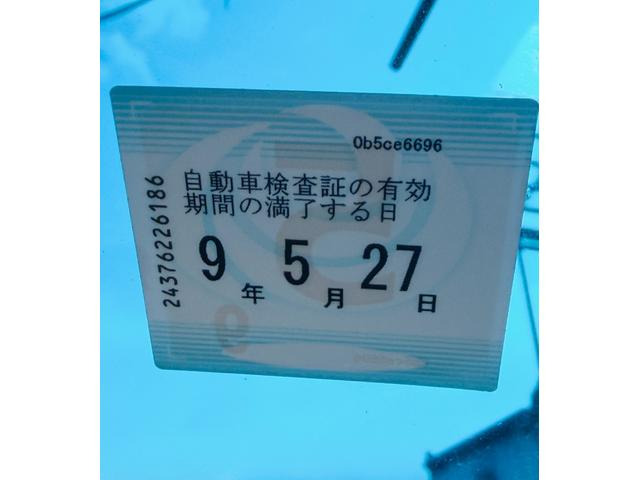 0b5ce6696
自動車検査証の有効
期間の満了する日
9年 5月 27日
243762226186